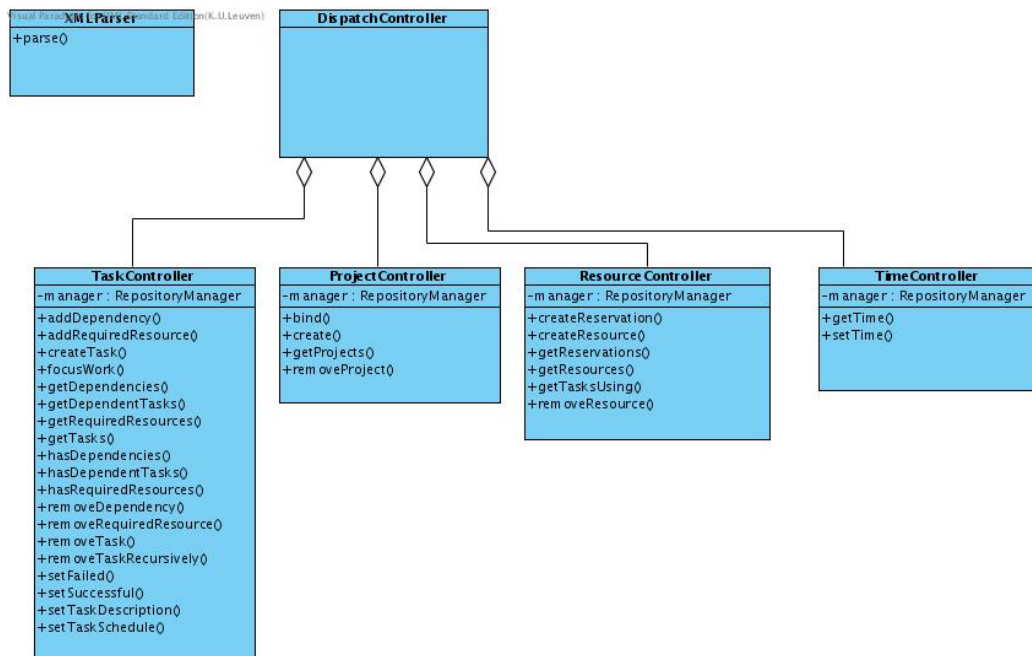 Visual Paradigm for UML Standard Edition(K.U.Leuven)
XMLParser
+parse()
DispatchController
TaskController
-manager : RepositoryManager
+addDependency()
+addRequiredResource()
+createTask()
+focusWork()
+getDependencies()
+getDependentTasks()
+getRequiredResources()
+getTasks()
+hasDependencies()
+hasDependentTasks()
+hasRequiredResources()
+removeDependency()
+removeRequiredResource()
+removeTask()
+removeTaskRecursively()
+setFailed()
+setSuccessful()
+setTaskDescription()
+setTaskSchedule()
ProjectController
-manager : RepositoryManager
+bind()
+create()
+getProjects()
+removeProject()
ResourceController
-manager : RepositoryManager
+createReservation()
+createResource()
+getReservations()
+getResources()
+getTasksUsing()
+removeResource()
TimeController
-manager : RepositoryManager
+getTime()
+setTime()